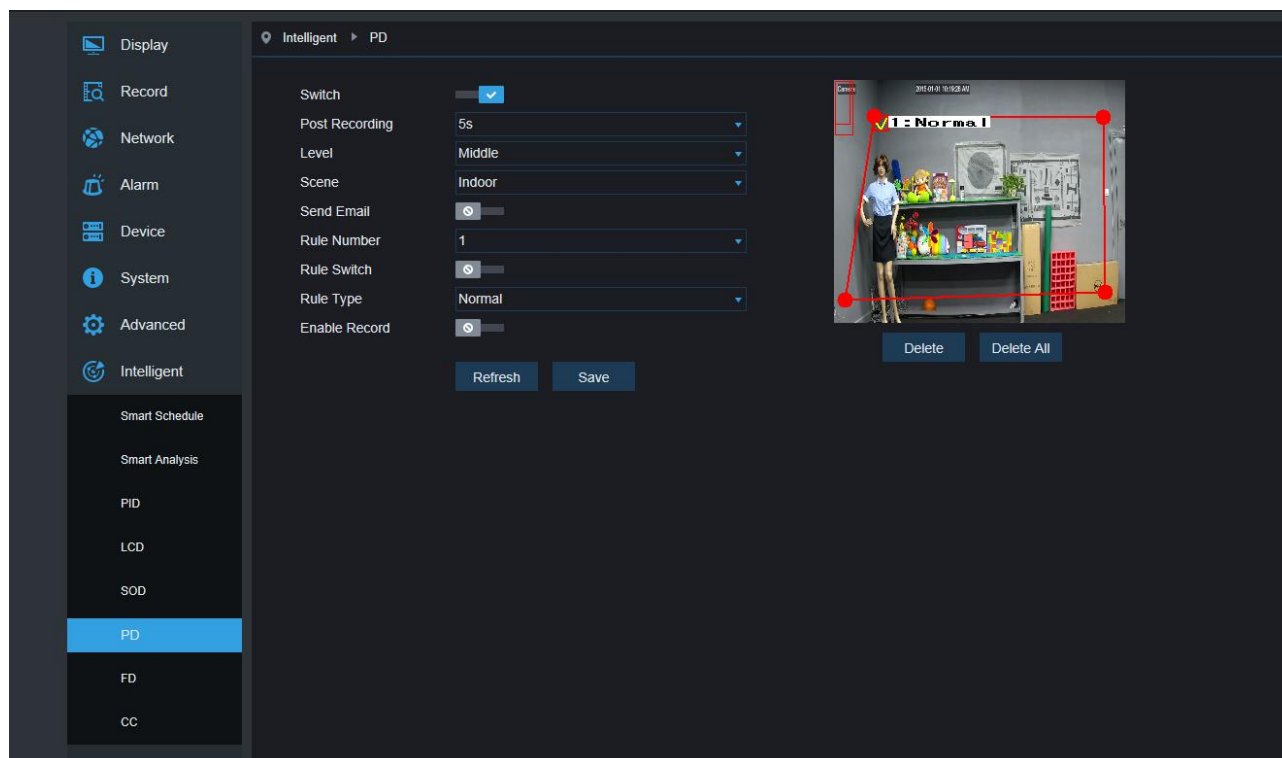 Display
Record
Network
Alarm
Device
System
Advanced
Intelligent
Smart Schedule
Smart Analysis
PID
LCD
SOD
PD
FD
CC
Intelligent PD
Switch
Post Recording 5s
Level Middle
Scene Indoor
Send Email
Rule Number 1
Rule Switch
Rule Type Normal
Enable Record
Refresh Save
Camera
1:Normal
Delete Delete All